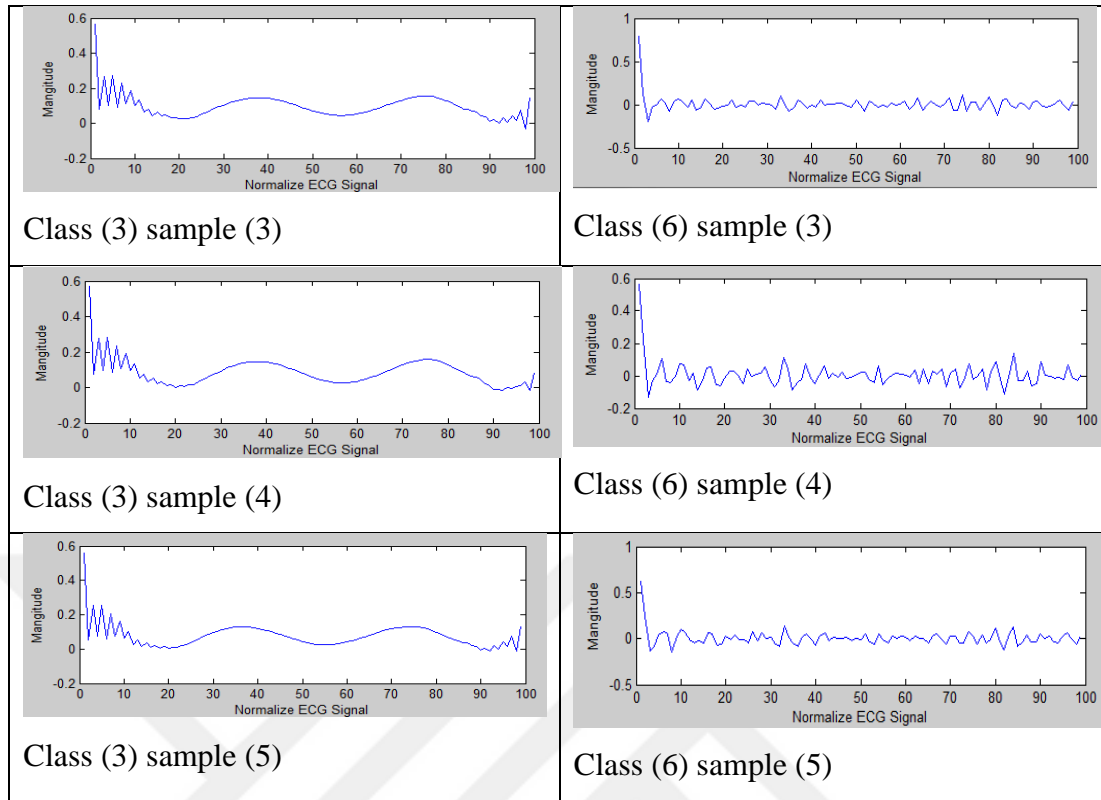 0.6
0.4
0.2
0
-0.2
Mangitude
0 10 20 30 40 50 60 70 80 90 100
Normalize ECG Signal
Class (3) sample (3)
1
0.5
0
-0.5
Mangitude
0 10 20 30 40 50 60 70 80 90 100
Normalize ECG Signal
Class (6) sample (3)
0.6
0.4
0.2
0
-0.2
Mangitude
0 10 20 30 40 50 60 70 80 90 100
Normalize ECG Signal
Class (3) sample (4)
0.6
0.4
0.2
0
-0.2
Mangitude
0 10 20 30 40 50 60 70 80 90 100
Normalize ECG Signal
Class (6) sample (4)
0.6
0.4
0.2
0
-0.2
Mangitude
0 10 20 30 40 50 60 70 80 90 100
Normalize ECG Signal
Class (3) sample (5)
1
0.5
0
-0.5
Mangitude
0 10 20 30 40 50 60 70 80 90 100
Normalize ECG Signal
Class (6) sample (5)